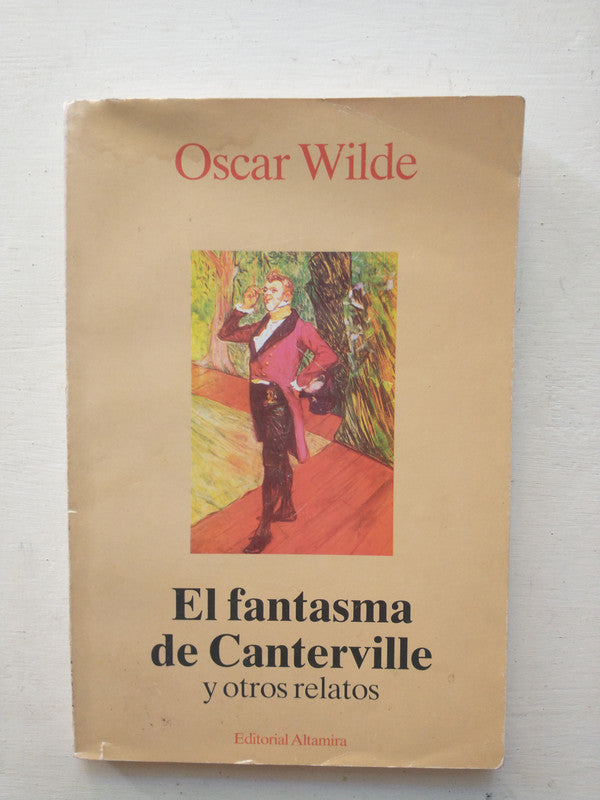 Oscar Wilde
El fantasma
de Canterville
y otros relatos
Editorial Altamira